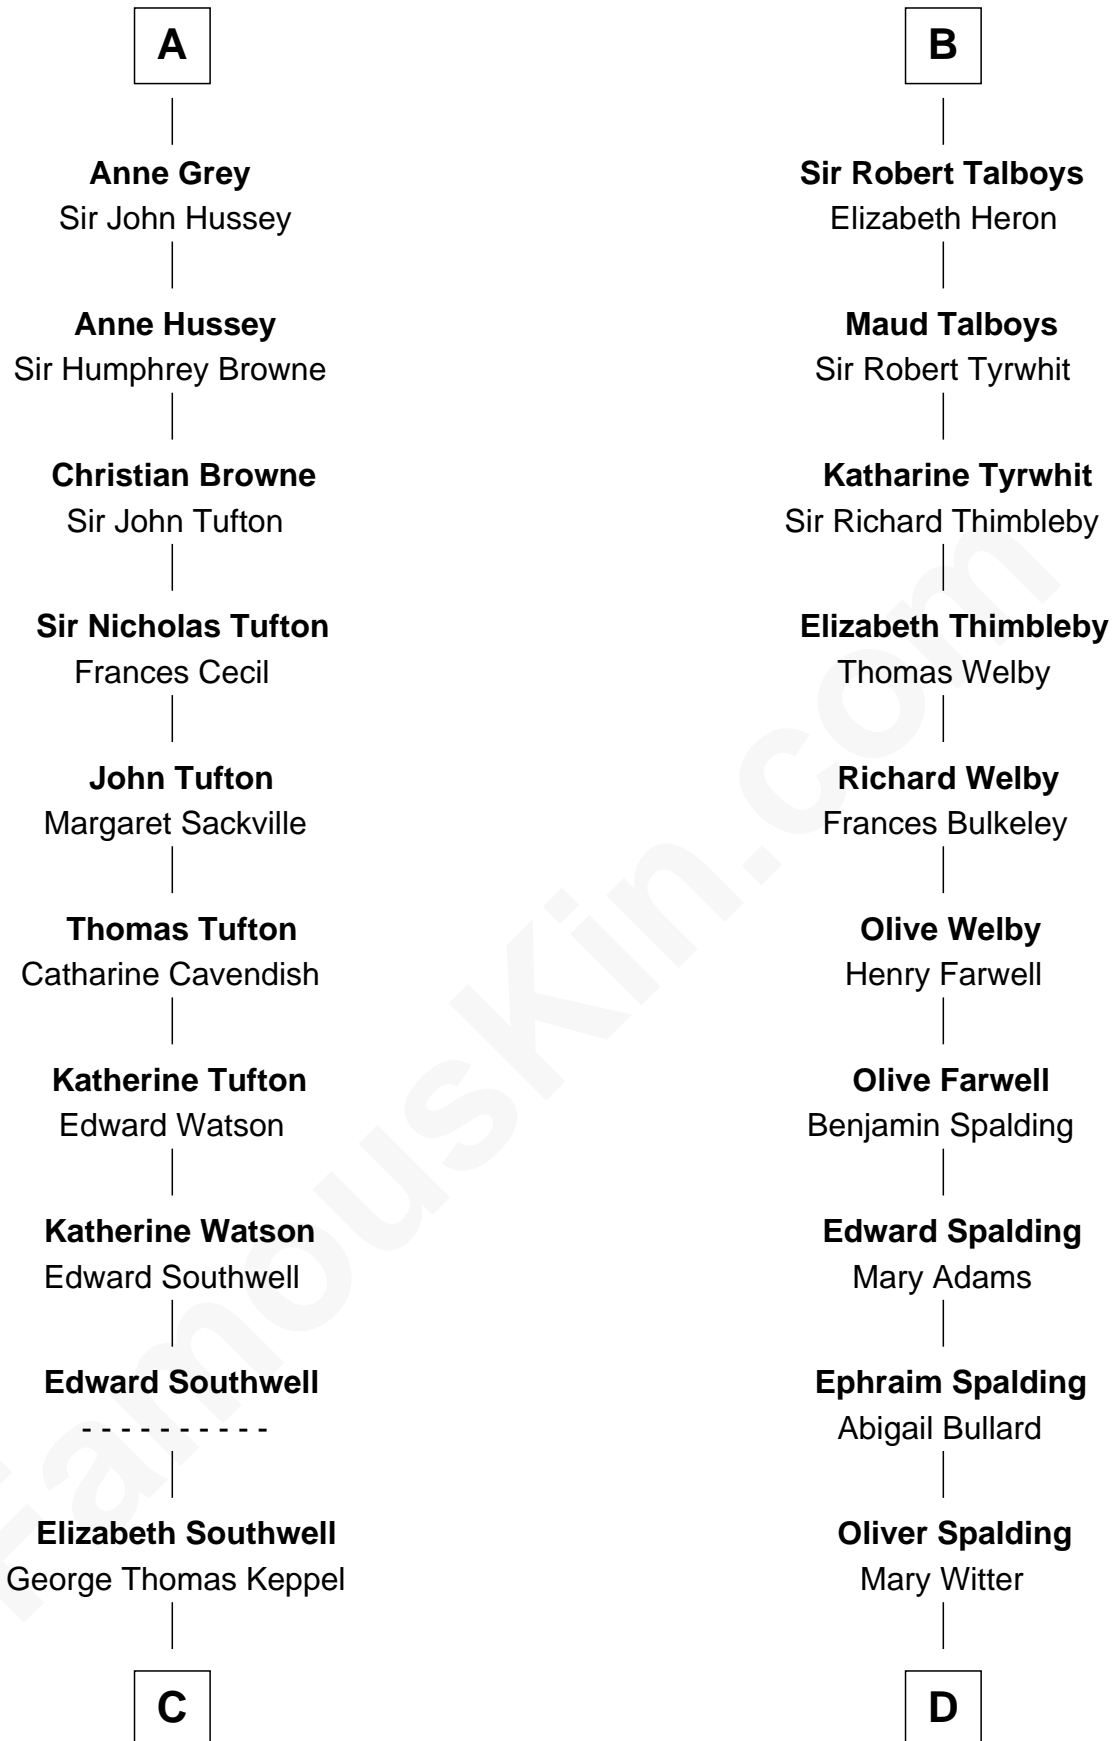 A
Anne Grey
Sir John Hussey
Anne Hussey
Sir Humphrey Browne
Christian Browne
Sir John Tufton
Sir Nicholas Tufton
Frances Cecil
John Tufton
Margaret Sackville
Thomas Tufton
Catharine Cavendish
Katherine Tufton
Edward Watson
Katherine Watson
Edward Southwell
Edward Southwell
- - - - - - - - - -
Elizabeth Southwell
George Thomas Keppel
C
B
Sir Robert Talboys
Elizabeth Heron
Maud Talboys
Sir Robert Tyrwhit
Katharine Tyrwhit
Sir Richard Thimbleby
Elizabeth Thimbleby
Thomas Welby
Richard Welby
Frances Bulkeley
Olive Welby
Henry Farwell
Olive Farwell
Benjamin Spalding
Edward Spalding
Mary Adams
Ephraim Spalding
Abigail Bullard
Oliver Spalding
Mary Witter
D
FamousKin.com